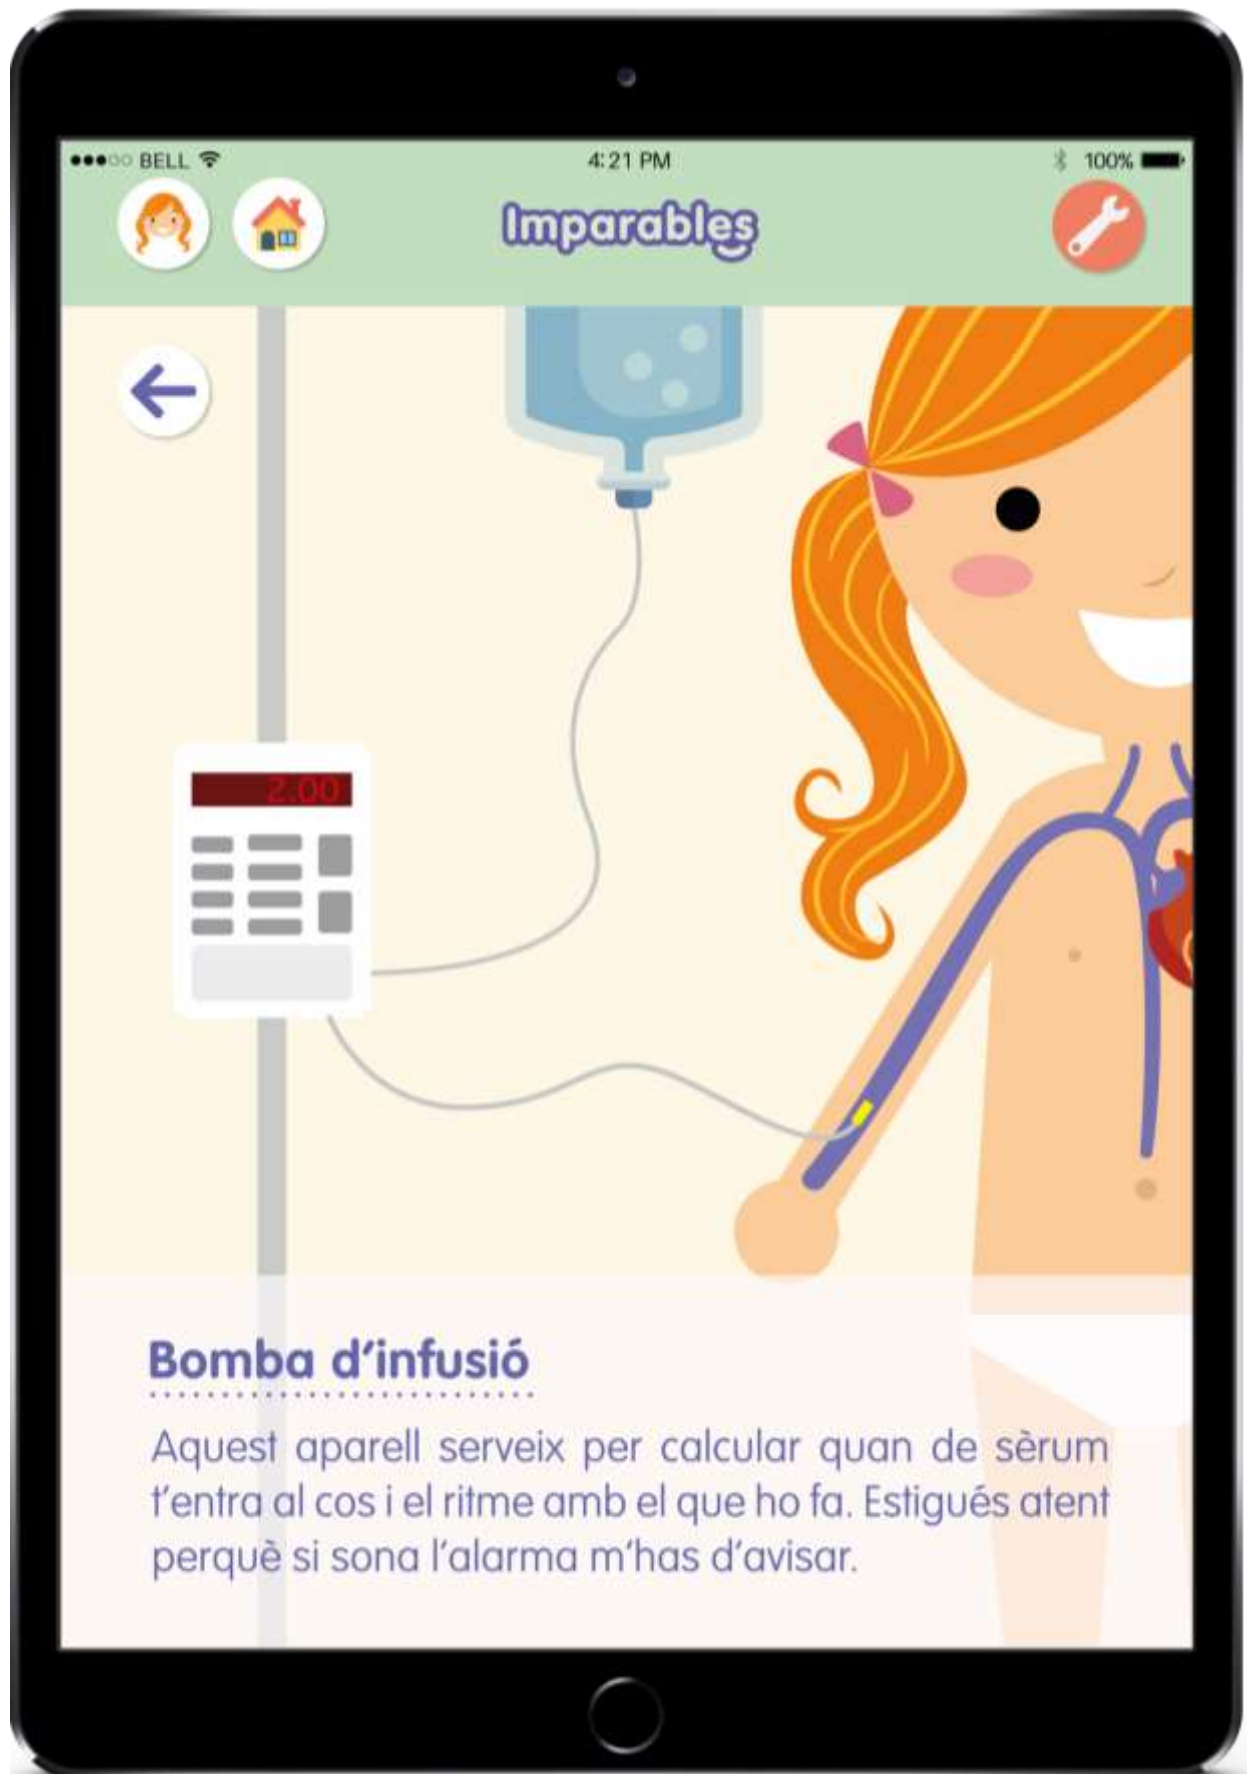 BELL 4:21 PM 100%
Imparables
2.00
Bomba d'infusió
Aquest aparell serveix per calcular quan de sèrum
t'entra al cos i el ritme amb el que ho fa. Estigués atent
perquè si sona l'alarma m'has d'avisar.